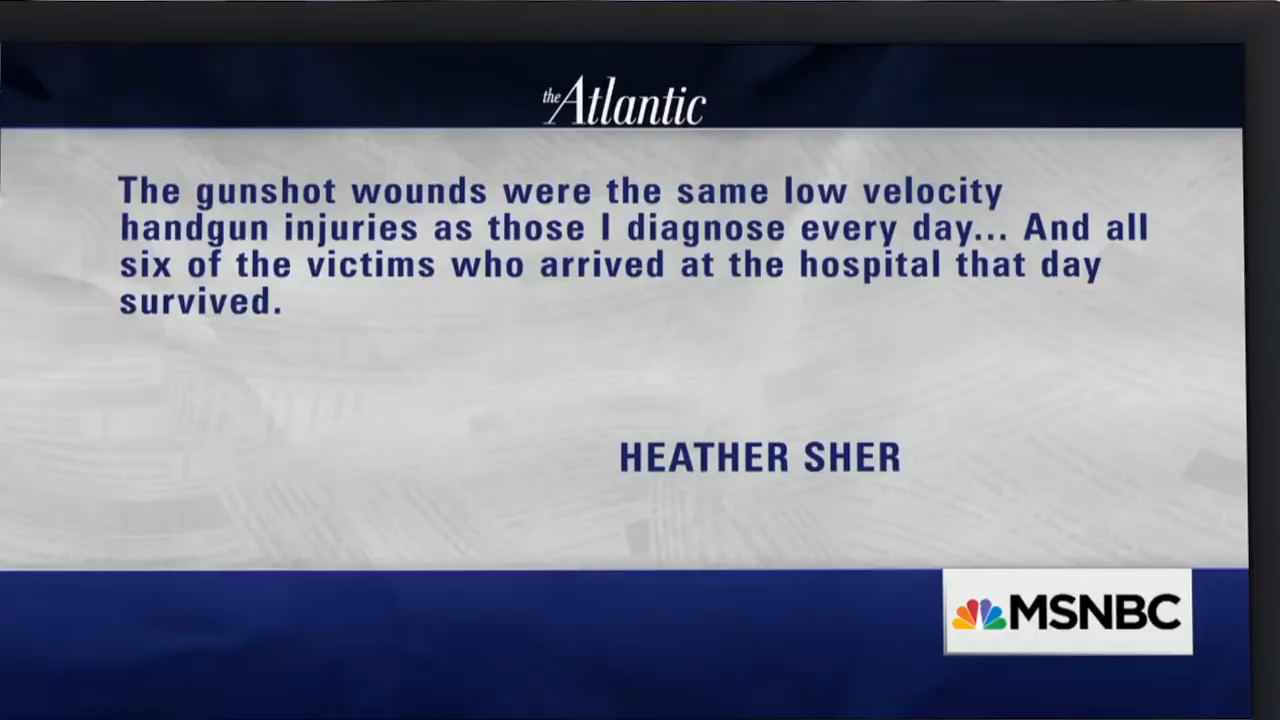 the Atlantic
The gunshot wounds were the same low velocity
handgun injuries as those I diagnose every day... And all
six of the victims who arrived at the hospital that day
survived.
HEATHER SHER
MSNBC